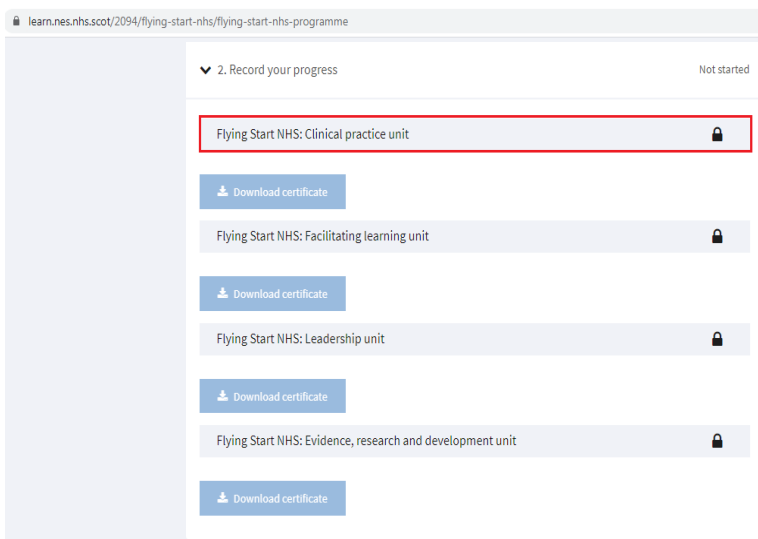 learn.nes.nhs.scot/2094/flying-start-nhs/flying-start-nhs-programme
2. Record your progress Not started
Flying Start NHS: Clinical practice unit
Download certificate
Flying Start NHS: Facilitating learning unit
Download certificate
Flying Start NHS: Leadership unit
Download certificate
Flying Start NHS: Evidence, research and development unit
Download certificate